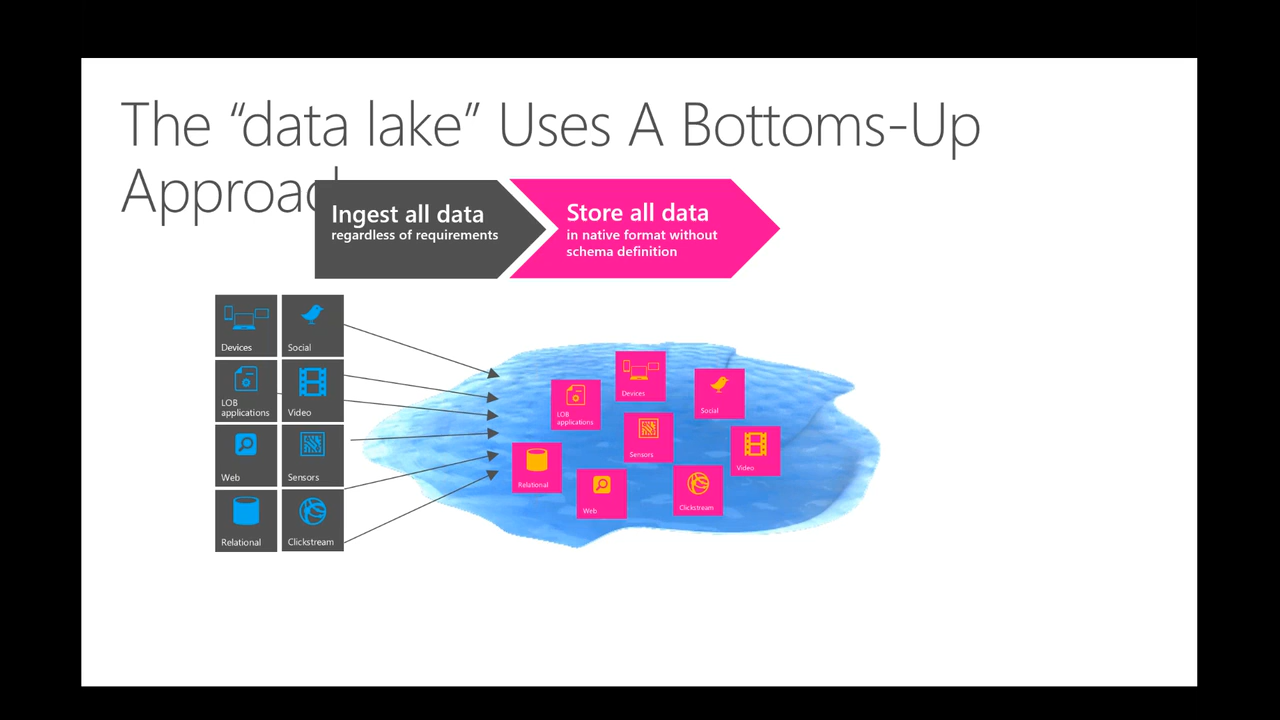 The “data lake” Uses A Bottoms-Up
Approach
Ingest all data
regardless of requirements
Store all data
in native format without
schema definition
Devices
Social
LOB
applications
Video
Web
Sensors
Relational
Clickstream
Devices
Social
LOB
applications
Sensors
Video
Relational
Web
Clickstream